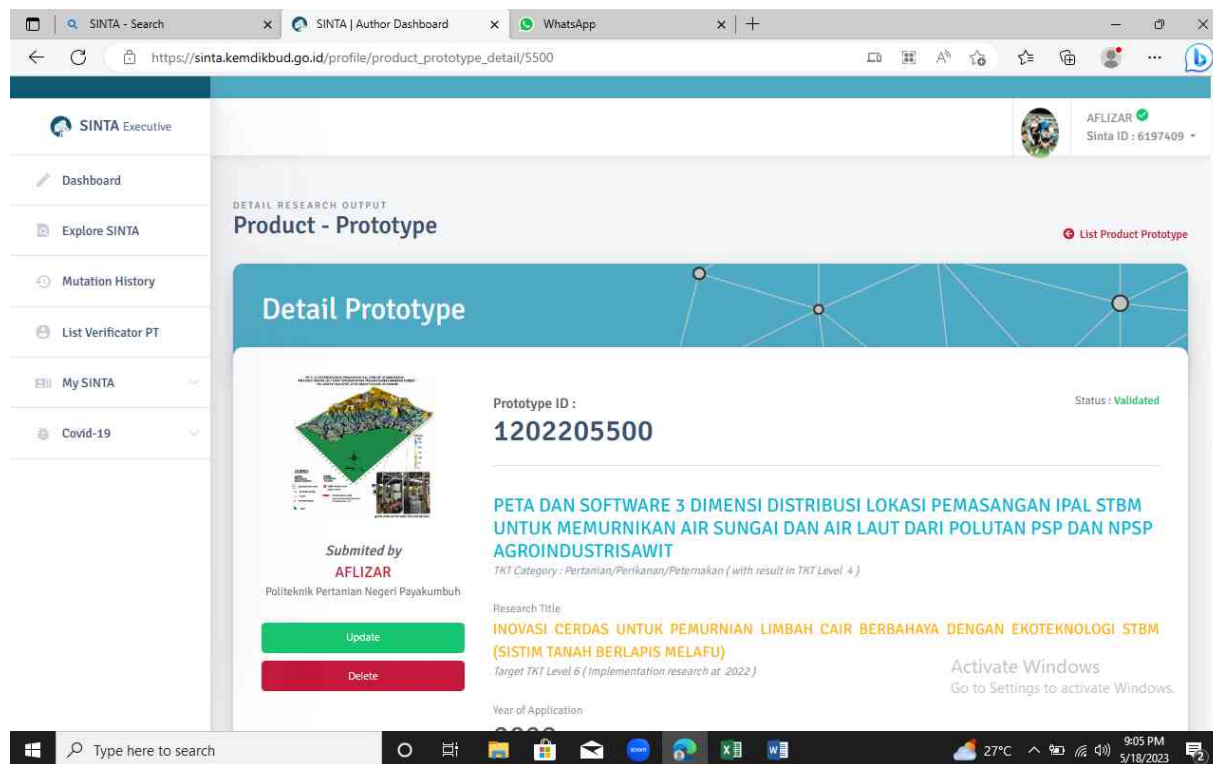 SINTA - Search
SINTA | Author Dashboard
WhatsApp
https://sinta.kemdikbud.go.id/profile/product_prototype_detail/5500
SINTA Executive
AFLIZAR
Sinta ID : 6197409
Dashboard
Explore SINTA
Mutation History
List Verificator PT
My SINTA
Covid-19
DETAIL RESEARCH OUTPUT
Product - Prototype
List Product Prototype
Detail Prototype
Submited by
AFLIZAR
Politeknik Pertanian Negeri Payakumbuh
Update
Delete
Prototype ID :
Status : Validated
1202205500
PETA DAN SOFTWARE 3 DIMENSI DISTRIBUSI LOKASI PEMASANGAN IPAL STBM
UNTUK MEMURNIKAN AIR SUNGAI DAN AIR LAUT DARI POLUTAN PSP DAN NPSP
AGROINDUSTRISAWIT
TKT Category : Pertanian/Perikanan/Peternakan ( with result in TKT Level 4 )
Research Title
INOVASI CERDAS UNTUK PEMURNIAN LIMBAH CAIR BERBAHAYA DENGAN EKOTEKNOLOGI STBM
(SISTIM TANAH BERLAPIS MELAFU)
Target TKT Level 6 ( Implementation research at 2022 )
Year of Application
Activate Windows
Go to Settings to activate Windows.
Type here to search
zoom
27°C
9:05 PM
5/18/2023
2